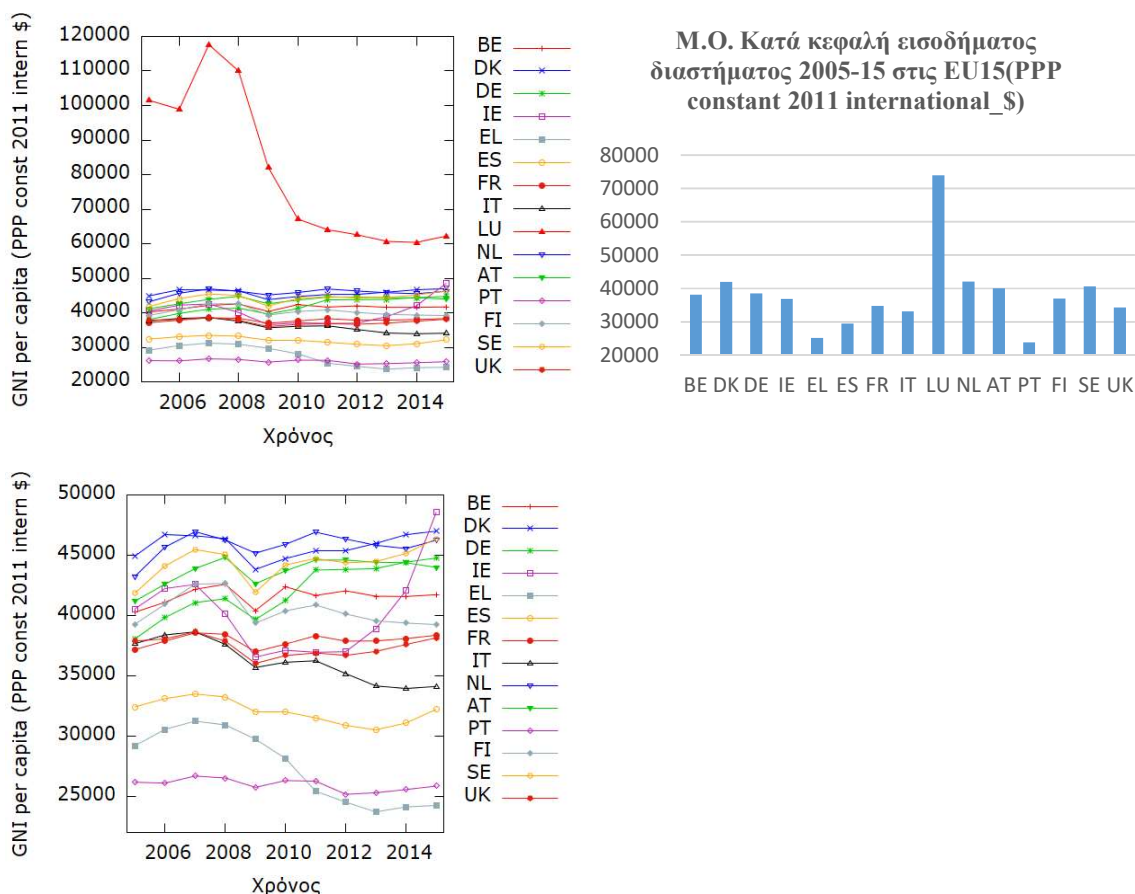 GNI per capita (PPP const 2011 intern $)
120000
110000
100000
90000
80000
70000
60000
50000
40000
30000
20000
2006 2008 2010 2012 2014
Χρόνος
BE
DK
DE
IE
EL
ES
FR
IT
LU
NL
AT
PT
FI
SE
UK
Μ.Ο. Κατά κεφαλή εισοδήματος
διαστήματος 2005-15 στις EU15(PPP
constant 2011 international_$)
80000
70000
60000
50000
40000
30000
20000
BE DK DE IE EL ES FR IT LU NL AT PT FI SE UK
GNI per capita (PPP const 2011 intern $)
50000
45000
40000
35000
30000
25000
2006 2008 2010 2012 2014
Χρόνος
BE
DK
DE
IE
EL
ES
FR
IT
NL
AT
PT
FI
SE
UK